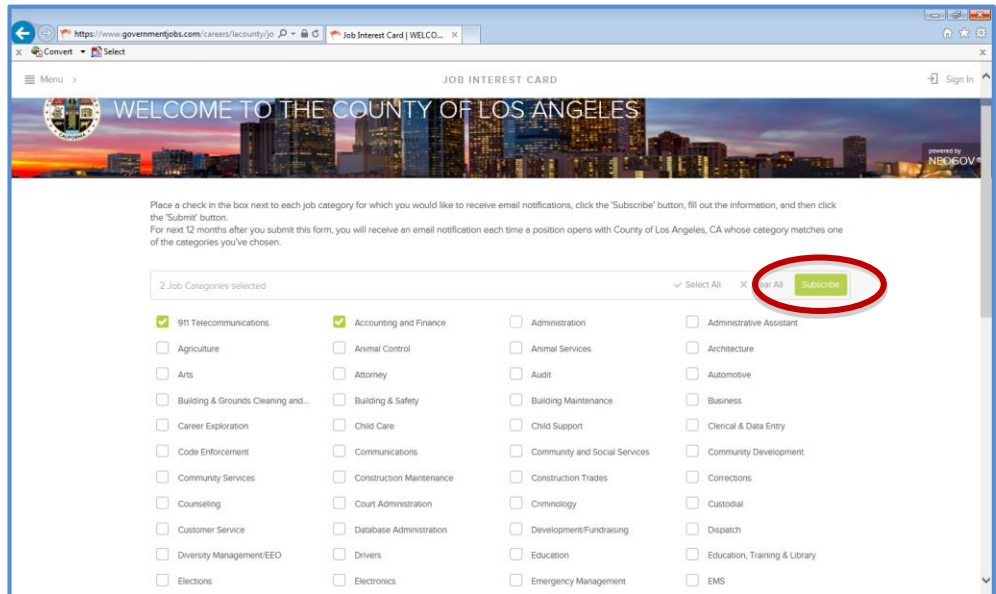 https://www.governmentjobs.com/careers/lacounty/jo
Job Interest Card | WELCO...
x Convert Select x
Menu > JOB INTEREST CARD Sign In
WELCOME TO THE COUNTY OF LOS ANGELES
CALIFORNIA
powered by
NEOGOV®
Place a check in the box next to each job category for which you would like to receive email notifications, click the 'Subscribe' button, fill out the information, and then click
the 'Submit' button.
For next 12 months after you submit this form, you will receive an email notification each time a position opens with County of Los Angeles, CA whose category matches one
of the categories you've chosen.
2 Job Categories selected Select All X ear All Subscribe
911 Telecommunications Accounting and Finance Administration Administrative Assistant
Agriculture Animal Control Animal Services Architecture
Arts Attorney Audit Automotive
Building & Grounds Cleaning and... Building & Safety Building Maintenance Business
Career Exploration Child Care Child Support Clerical & Data Entry
Code Enforcement Communications Community and Social Services Community Development
Community Services Construction Maintenance Construction Trades Corrections
Counseling Court Administration Criminology Custodial
Customer Service Database Administration Development/Fundraising Dispatch
Diversity Management/EEO Drivers Education Education, Training & Library
Elections Electronics Emergency Management EMS